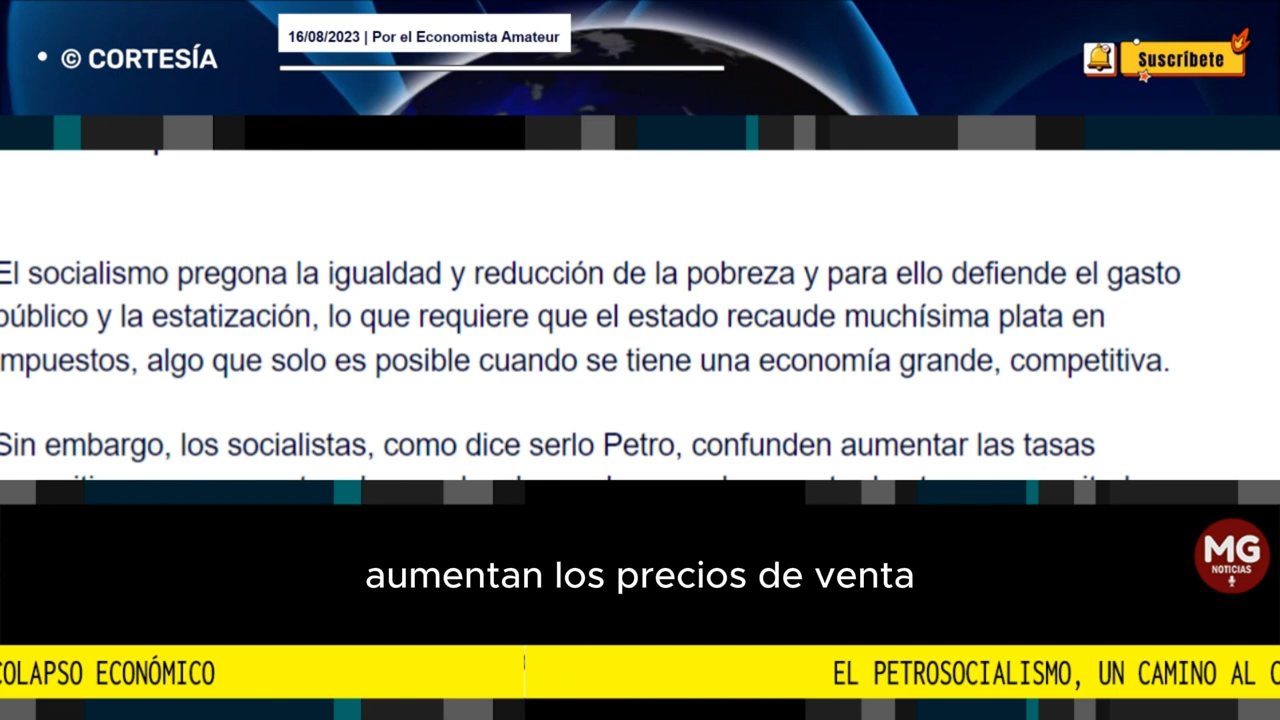 16/08/2023 | Por el Economista Amateur
• © CORTESÍA
Suscríbete
El socialismo pregona la igualdad y reducción de la pobreza y para ello defiende el gasto
público y la estatización, lo que requiere que el estado recaude muchísima plata en
mpuestos, algo que solo es posible cuando se tiene una economía grande, competitiva.
Sin embargo, los socialistas, como dice serlo Petro, confunden aumentar las tasas
aumentan los precios de venta
MG
NOTICIAS
COLAPSO ECONÓMICO
EL PETROSOCIALISMO, UN CAMINO AL C